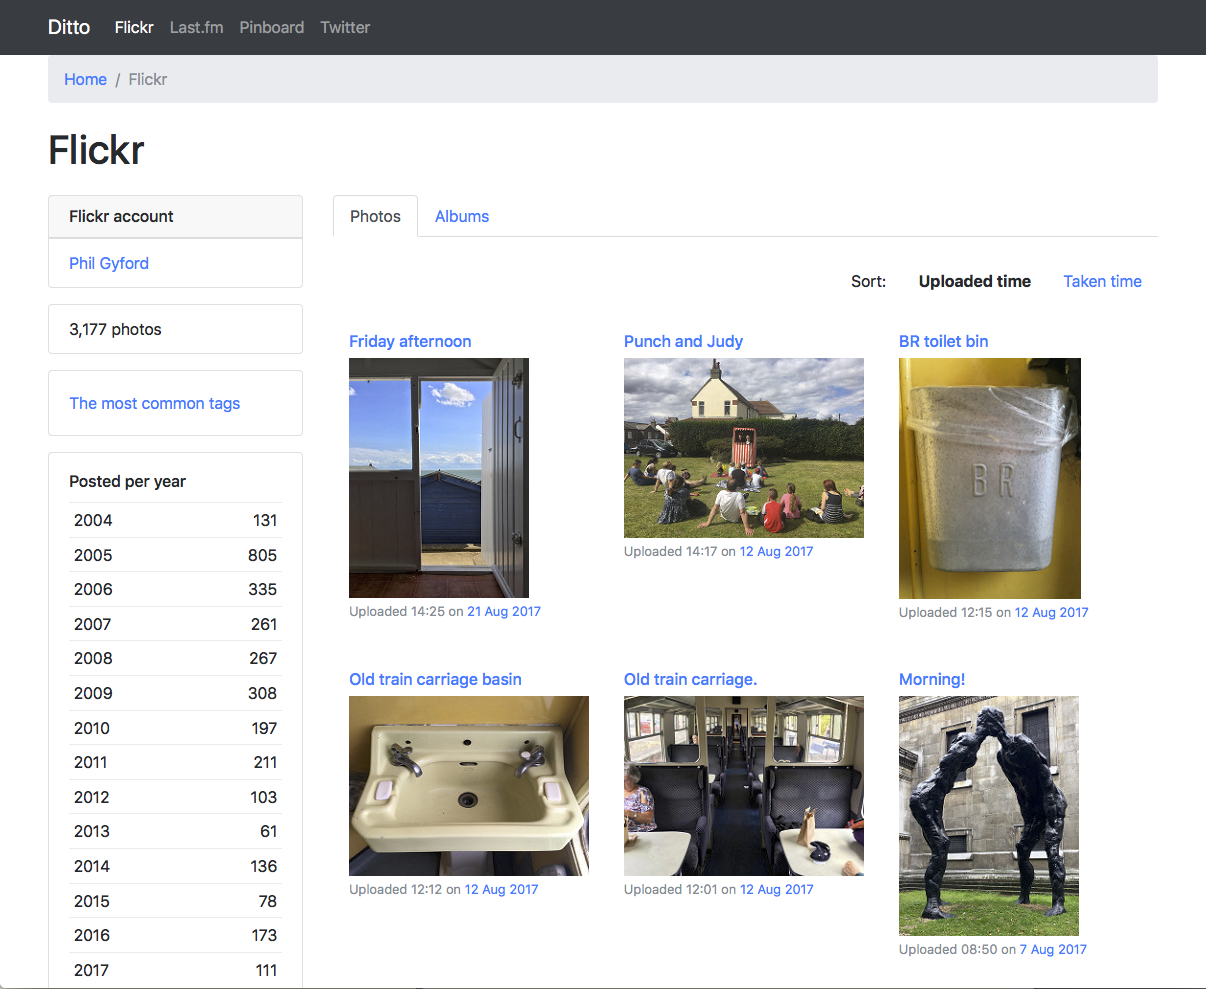 Ditto Flickr Last.fm Pinboard Twitter
Home / Flickr
Flickr
Flickr account
Phil Gyford
3,177 photos
The most common tags
Posted per year
2004 131
2005 805
2006 335
2007 261
2008 267
2009 308
2010 197
2011 211
2012 103
2013 61
2014 136
2015 78
2016 173
2017 111
Photos Albums
Sort: Uploaded time Taken time
Friday afternoon
Uploaded 14:25 on 21 Aug 2017
Punch and Judy
Uploaded 14:17 on 12 Aug 2017
BR toilet bin
BR
Uploaded 12:15 on 12 Aug 2017
Old train carriage basin
Uploaded 12:12 on 12 Aug 2017
Old train carriage.
Uploaded 12:01 on 12 Aug 2017
Morning!
Uploaded 08:50 on 7 Aug 2017